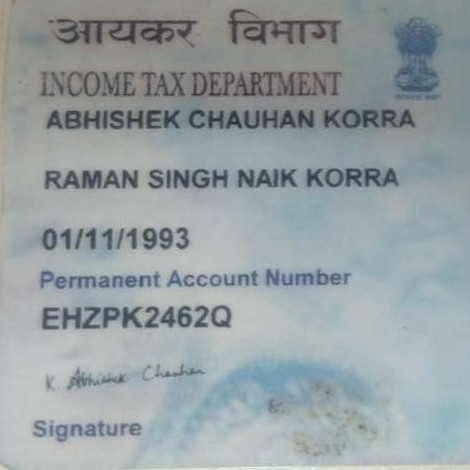 आयकर विभाग
INCOME TAX DEPARTMENT
ABHISHEK CHAUHAN KORRA
RAMAN SINGH NAIK KORRA
01/11/1993
Permanent Account Number
EHZPK2462Q
K. Abhishek Chauhan
Signature